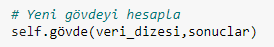 # Yeni gövdeyi hesapla
self.gövde(veri_dizesi,sonuclar)